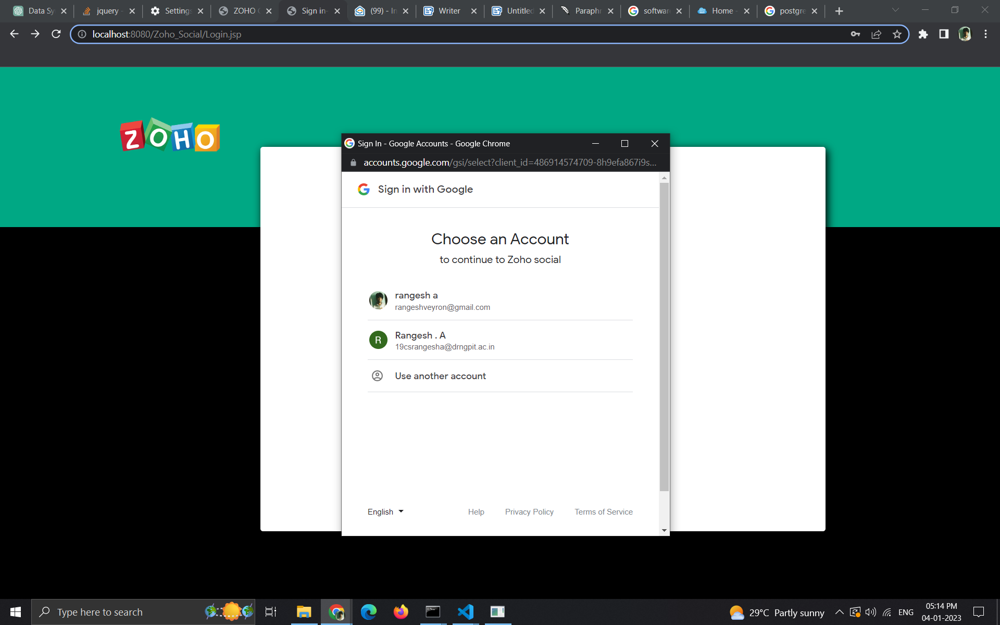 Data Sy
jquery -
Settings
ZOHO C
Sign in-
(99) - In
Writer
Untitled
Paraphr
softwar
Home -
postgre
localhost:8080/Zoho_Social/Login.jsp
ZOHO
Sign In - Google Accounts - Google Chrome
accounts.google.com/gsi/select?client_id=486914574709-8h9efa867i9s...
Sign in with Google
Choose an Account
to continue to Zoho social
rangesh a
rangeshveyron@gmail.com
R
Rangesh . A
19csrangesha@drngpit.ac.in
Use another account
English
Help
Privacy Policy
Terms of Service
Type here to search
29°C Partly sunny
ENG
05:14 PM
04-01-2023